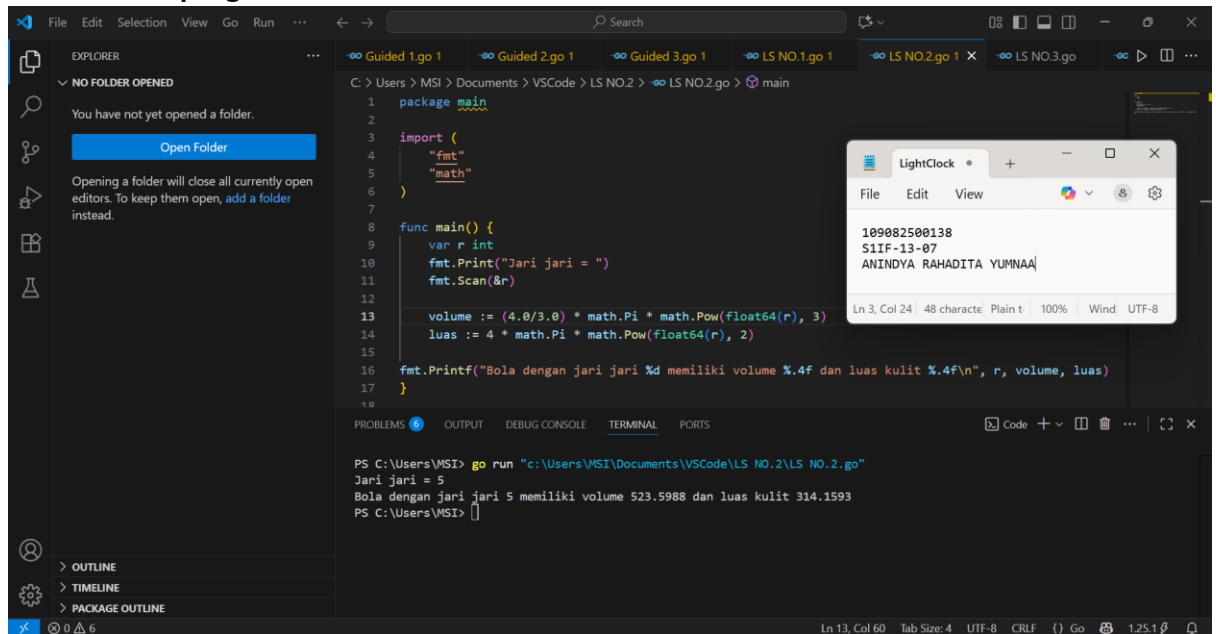 File Edit Selection View Go Run ···
Search
EXPLORER
NO FOLDER OPENED
You have not yet opened a folder.
Open Folder
Opening a folder will close all currently open
editors. To keep them open, add a folder
instead.
OUTLINE
TIMELINE
PACKAGE OUTLINE
Guided 1.go 1 Guided 2.go 1 Guided 3.go 1 LS NO.1.go 1 LS NO.2.go 1 LS NO.3.go
C: > Users > MSI > Documents > VSCode > LS NO.2 > LS NO.2.go > main
1 package main
2
3 import (
4 "fmt"
5 "math"
6 )
7
8 func main() {
9 var r int
10 fmt.Print("Jari jari = ")
11 fmt.Scan(&r)
12
13 volume := (4.0/3.0) * math.Pi * math.Pow(float64(r), 3)
14 luas := 4 * math.Pi * math.Pow(float64(r), 2)
15
16 fmt.Printf("Bola dengan jari jari %d memiliki volume %.4f dan luas kulit %.4f\n", r, volume, luas)
17 }
18
LightClock
File Edit View
109082500138
S1IF-13-07
ANINDYA RAHADITA YUMNAA
Ln 3, Col 24 48 characte Plain t 100% Wind UTF-8
PROBLEMS 6 OUTPUT DEBUG CONSOLE TERMINAL PORTS
Code
PS C:\Users\MSI> go run "c:\Users\MSI\Documents\VSCode\LS NO.2\LS NO.2.go"
Jari jari = 5
Bola dengan jari jari 5 memiliki volume 523.5988 dan luas kulit 314.1593
PS C:\Users\MSI>
0 6
Ln 13, Col 60 Tab Size: 4 UTF-8 CRLF {} Go 1.25.1